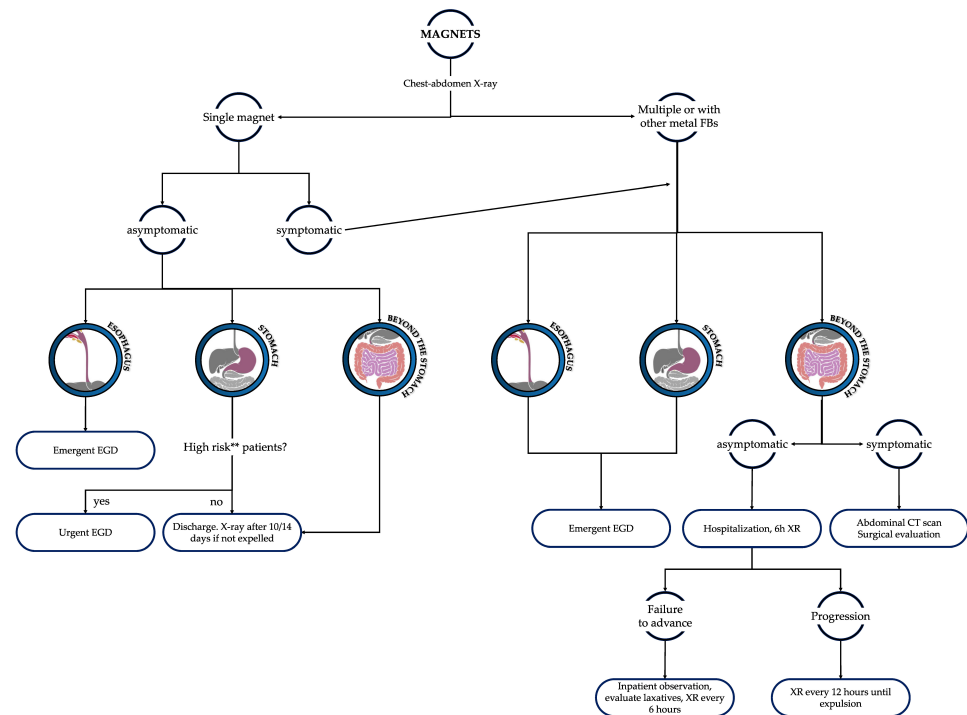 MAGNETS
Chest-abdomen X-ray
Single magnet
Multiple or with
other metal FBs
asymptomatic
symptomatic
ESOPHAGUS
STOMACH
BEYOND THE STOMACH
ESOPHAGUS
STOMACH
BEYOND THE STOMACH
Emergent EGD
High risk** patients?
yes
no
Urgent EGD
Discharge. X-ray after 10/14
days if not expelled
asymptomatic
symptomatic
Emergent EGD
Hospitalization, 6h XR
Abdominal CT scan
Surgical evaluation
Failure
to advance
Progression
Inpatient observation,
evaluate laxatives, XR every
6 hours
XR every 12 hours until
expulsion